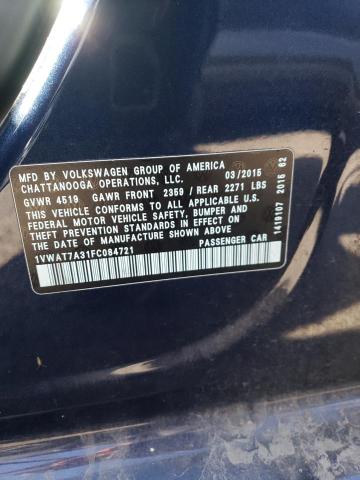 MFD BY VOLKSWAGEN GROUP OF AMERICA
CHATTANOOGA OPERATIONS, LLC. 03/2015
GVWR 4519 GAWR FRONT 2359 / REAR 2271 LBS
THIS VEHICLE CONFORMS TO ALL APPLICABLE U.S.
FEDERAL MOTOR VEHICLE SAFETY, BUMPER AND
THEFT PREVENTION STANDARDS IN EFFECT ON
THE DATE OF MANUFACTURE SHOWN ABOVE
1VWAT7A31FC084721 PASSENGER CAR
1419107 2015 62